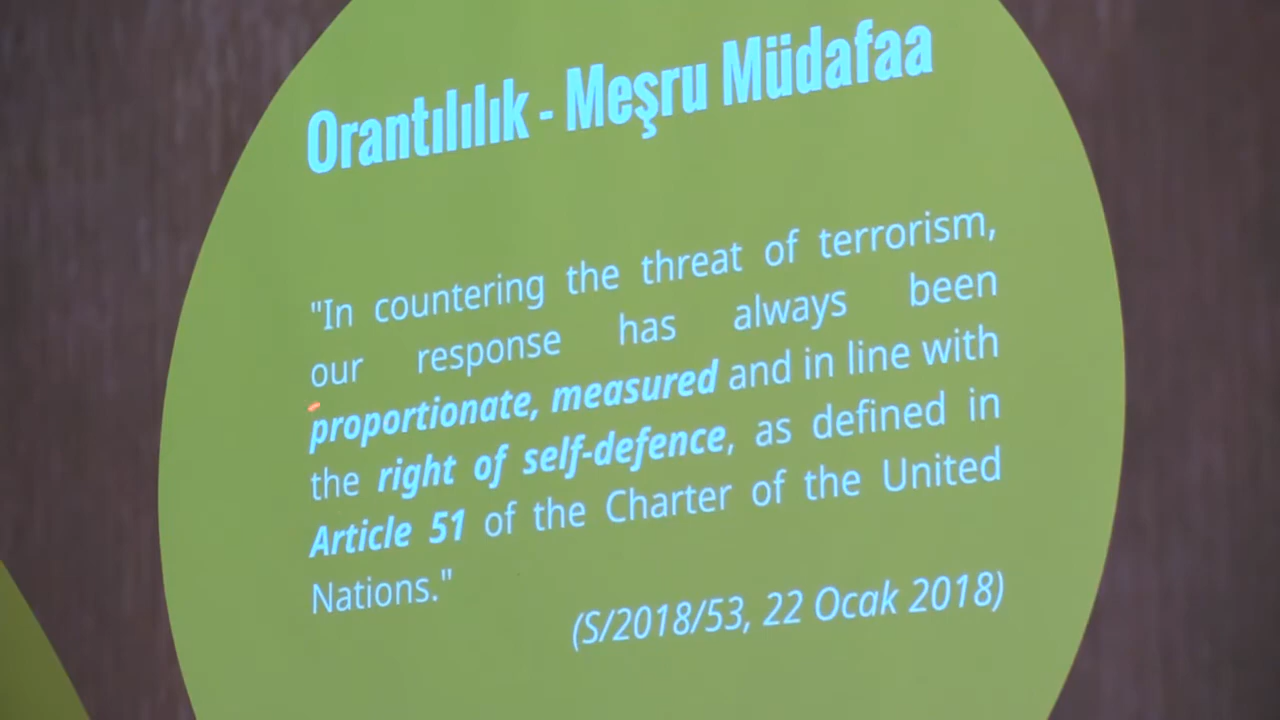 Orantılılık - Meşru Müdafaa
"In countering the threat of terrorism,
our response has always been
proportionate, measured and in line with
the right of self-defence, as defined in
Article 51 of the Charter of the United
Nations."
(S/2018/53, 22 Ocak 2018)